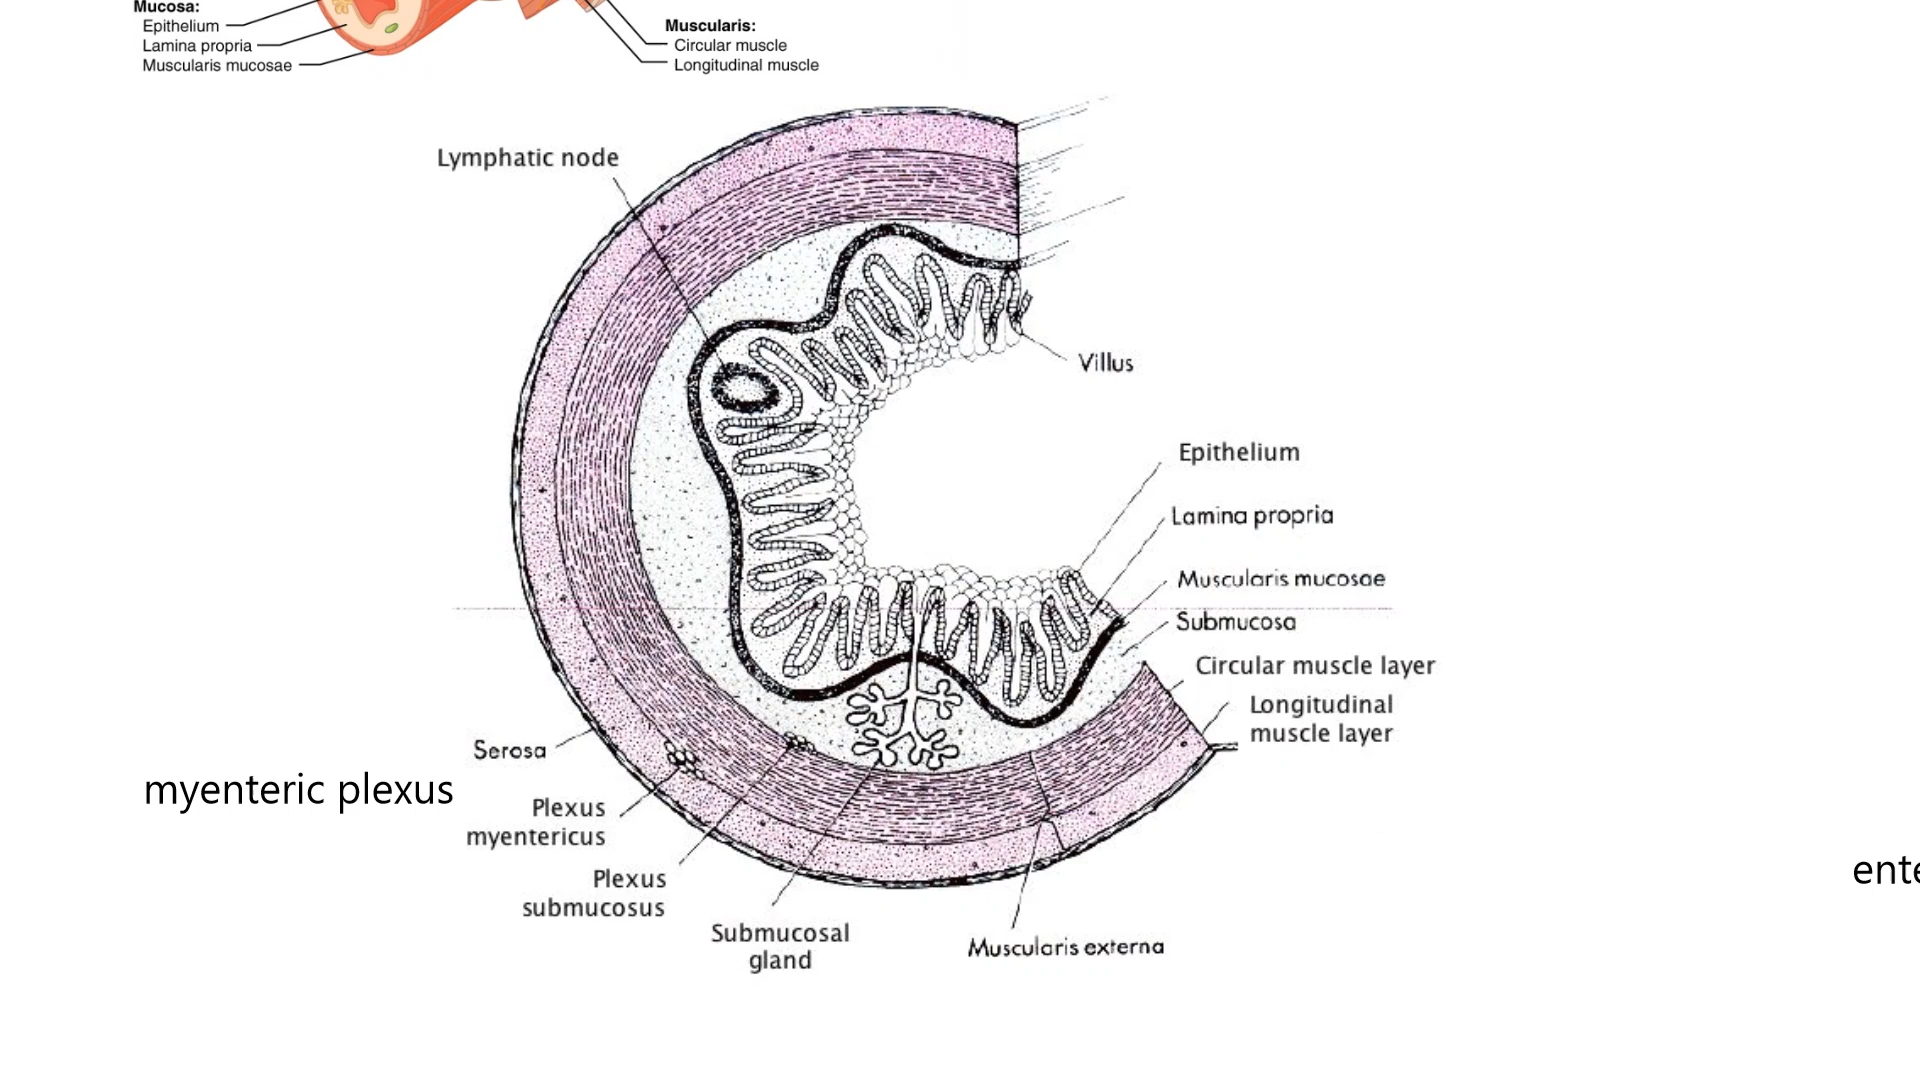 Mucosa:
Epithelium
Lamina propria
Muscularis mucosae
Muscularis:
Circular muscle
Longitudinal muscle
Lymphatic node
Villus
Epithelium
Lamina propria
Muscularis mucosae
Submucosa
Circular muscle layer
Longitudinal
muscle layer
Serosa
myenteric plexus
Plexus
myentericus
Plexus
submucosus
Submucosal
gland
Muscularis externa